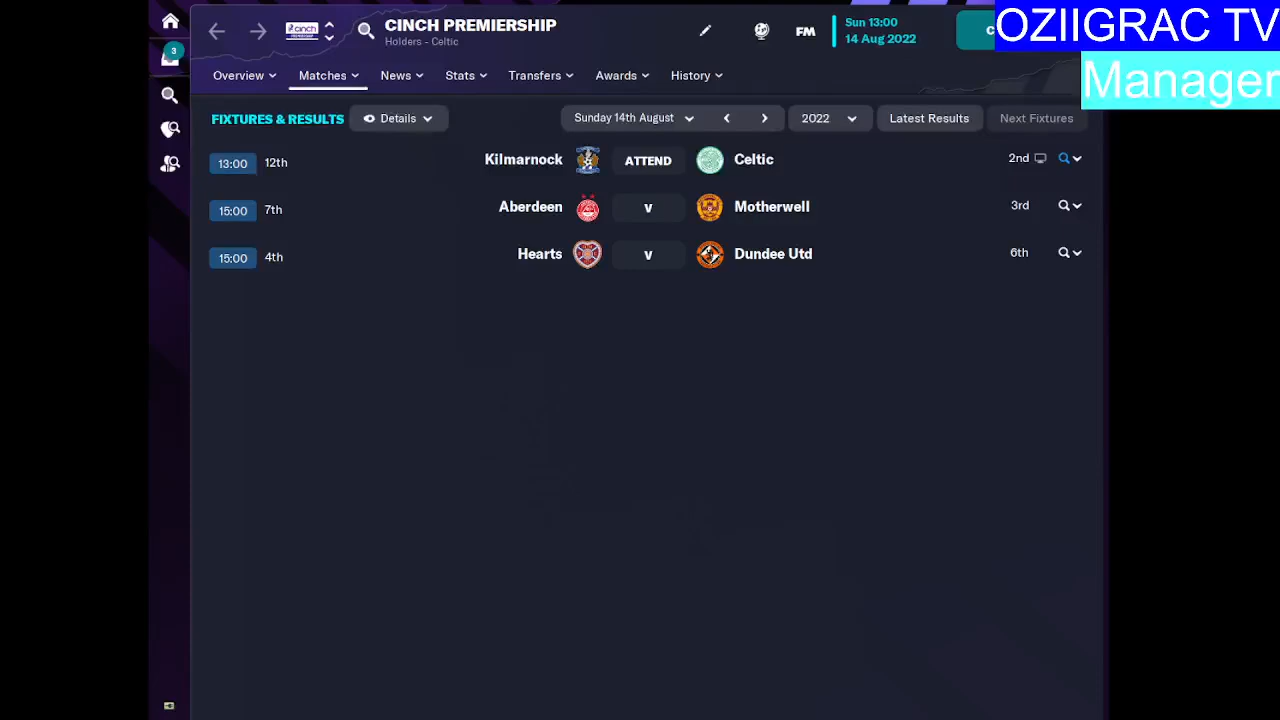 OZIIGRAC TV
Manager
3
cinch
CINCH PREMIERSHIP
Holders - Celtic
FM
Sun 13:00
14 Aug 2022
C
Overview
Matches
News
Stats
Transfers
Awards
History
FIXTURES & RESULTS
Details
Sunday 14th August
2022
Latest Results
Next Fixtures
13:00 12th Kilmarnock ATTEND Celtic 2nd
15:00 7th Aberdeen v Motherwell 3rd
15:00 4th Hearts v Dundee Utd 6th